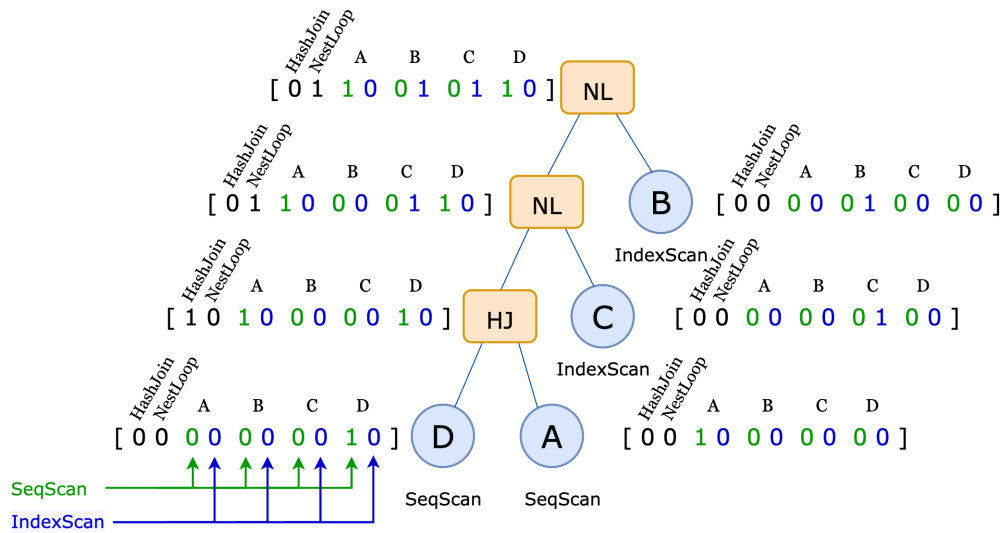 HashJoin
NestLoop
A B C D
[ 0 1 1 0 0 1 0 1 1 0 ]
NL
HashJoin
NestLoop
A B C D
[ 0 1 1 0 0 0 0 1 1 0 ]
NL
B
IndexScan
HashJoin
NestLoop
A B C D
[ 0 0 0 0 0 1 0 0 0 0 ]
HashJoin
NestLoop
A B C D
[ 1 0 1 0 0 0 0 0 1 0 ]
HJ
C
IndexScan
HashJoin
NestLoop
A B C D
[ 0 0 0 0 0 0 0 1 0 0 ]
HashJoin
NestLoop
A B C D
[ 0 0 0 0 0 0 0 0 1 0 ]
D
SeqScan
A
SeqScan
HashJoin
NestLoop
A B C D
[ 0 0 1 0 0 0 0 0 0 0 ]
SeqScan
IndexScan